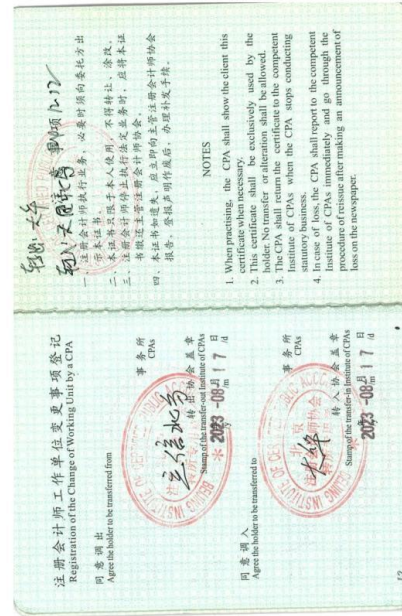 注册会计师工作单位变更事项登记
Registration of the Change of Working Unit by a CPA
同意调出
Agree the holder to be transferred from
事务所
CPAs
立信北分
转出协会盖章
Stamp of the transfer-out Institute of CPAs
2023-08-17日
/y /m /d
同意调入
Agree the holder to be transferred to
事务所
CPAs
大华
转入协会盖章
Stamp of the transfer-in Institute of CPAs
2023-08-17日
/y /m /d
12
一、注册会计师执行业务,必要时须向委托方出
示本证书。
二、本证书只限于本人使用,不得转让、涂改。
三、注册会计师停止执行法定业务时,应将本证
书缴还主管注册会计师协会。
四、本证书如遗失,应立即向主管注册会计师协会
报告,登报声明作废后,办理补发手续。
NOTES
1. When practising, the CPA shall show the client this
certificate when necessary.
2. This certificate shall be exclusively used by the
holder. No transfer or alteration shall be allowed.
3. The CPA shall return the certificate to the competent
Institute of CPAs when the CPA stops conducting
statutory business.
4. In case of loss, the CPA shall report to the competent
Institute of CPAs immediately and go through the
procedure of reissue after making an announcement of
loss on the newspaper.